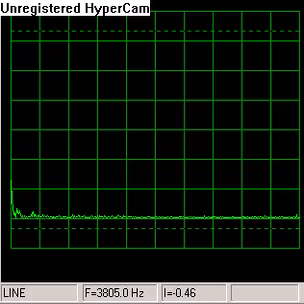 Unregistered HyperCam
LINE F=3805.0 Hz I=-0.46